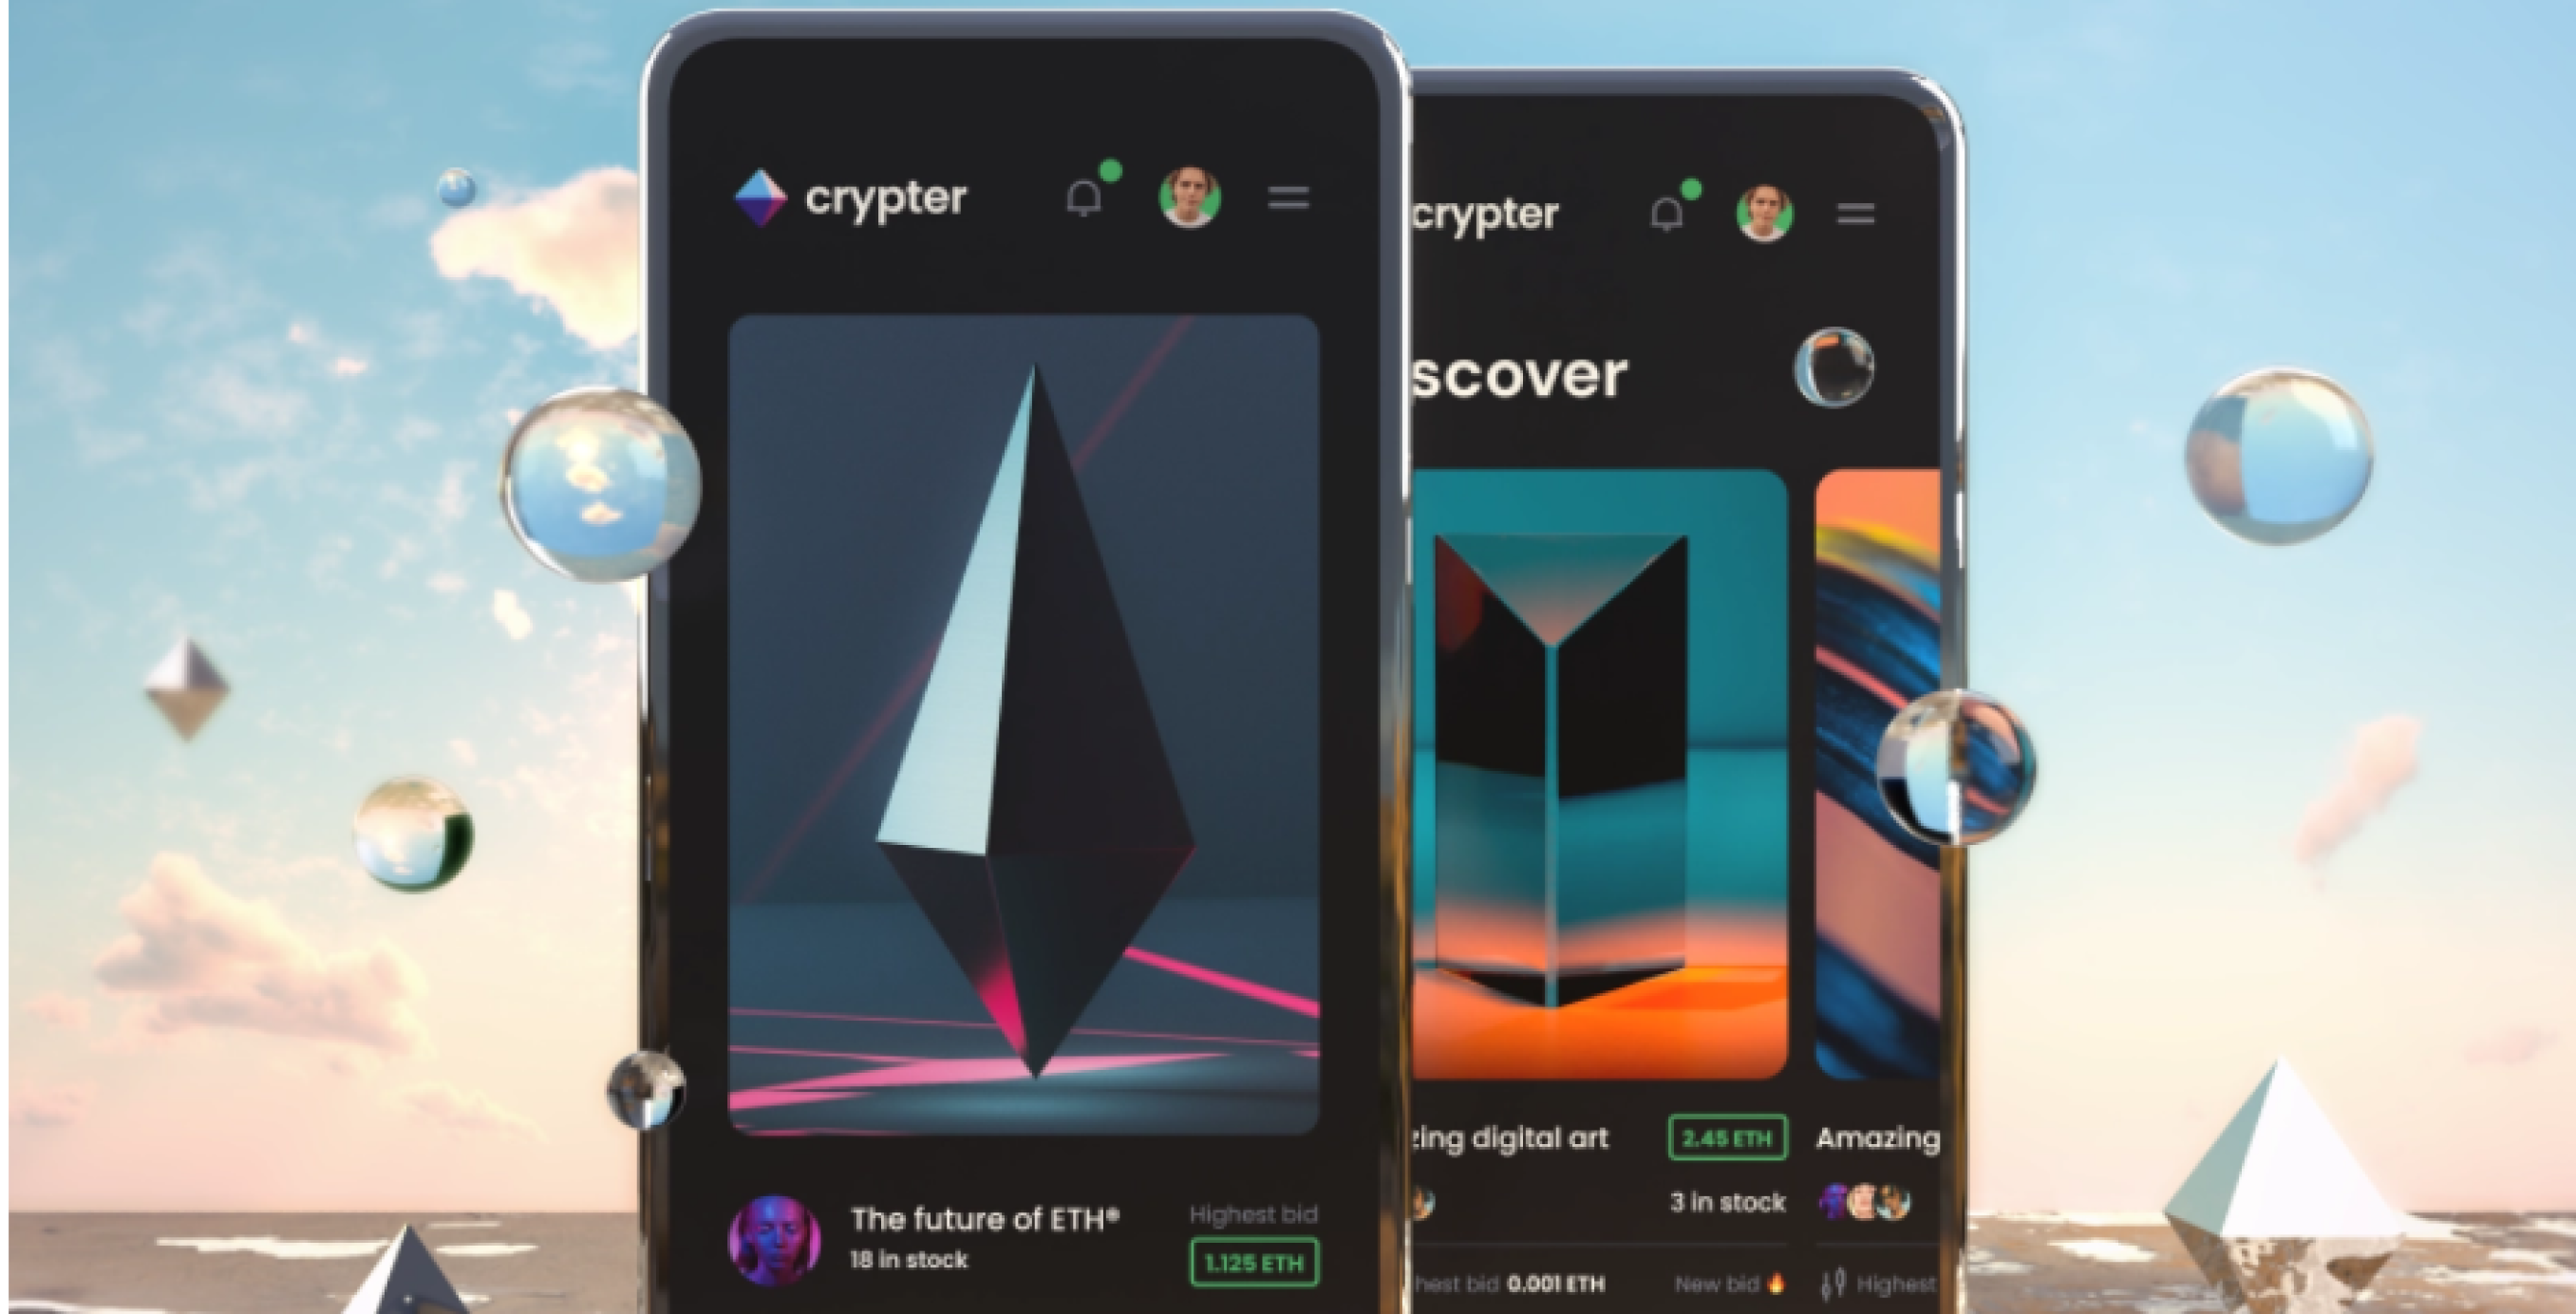 crypter
The future of ETH®
18 in stock
Highest bid
1.125 ETH
crypter
scover
zing digital art
2.45 ETH
3 in stock
hest bid 0.001 ETH
New bid 🔥
Amazing
Highest